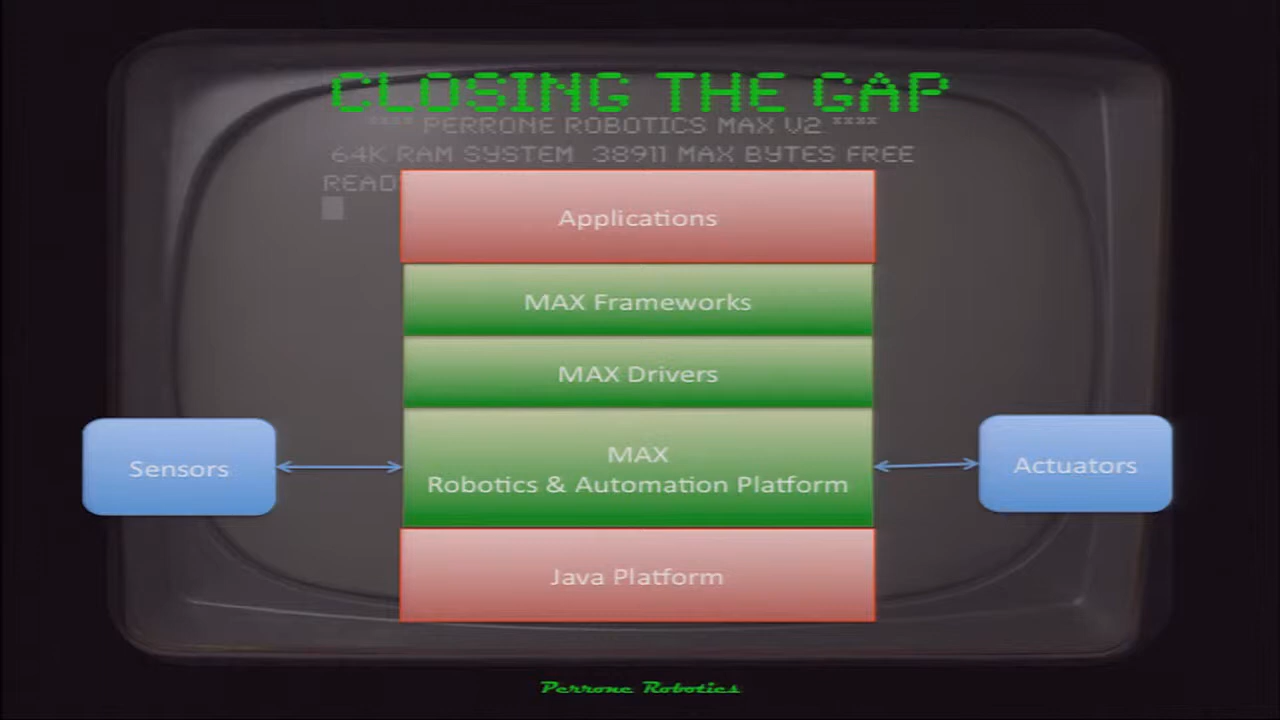 CLOSING THE GAP
**** PERRONE ROBOTICS MAX V2 ****
64K RAM SYSTEM 38911 MAX BYTES FREE
READ
Applications
MAX Frameworks
MAX Drivers
MAX
Robotics & Automation Platform
Sensors
Actuators
Java Platform
Perrone Robotics